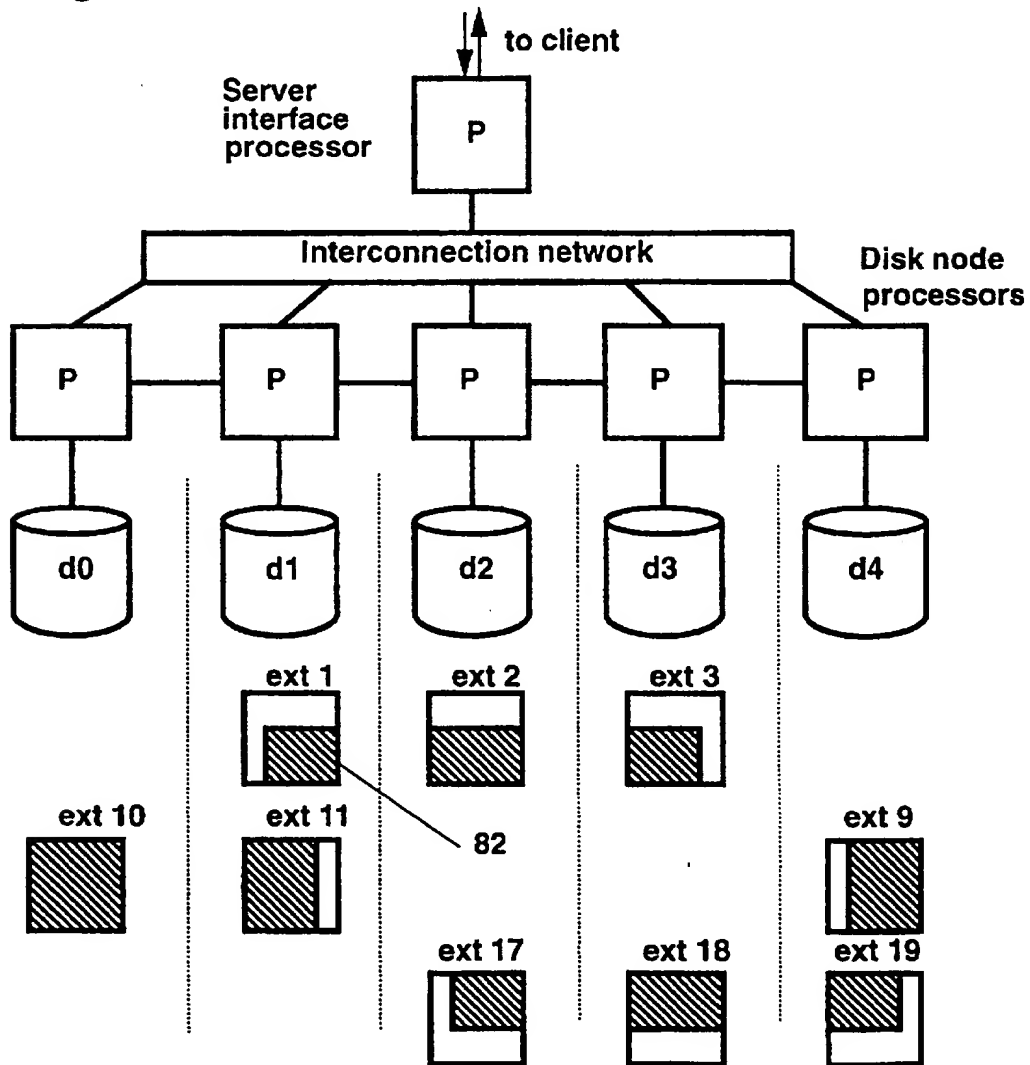 to client
Server
interface
processor
P
Interconnection network
Disk node
processors
P P P P P
d0 d1 d2 d3 d4
ext 1 ext 2 ext 3
ext 10 ext 11 82 ext 9
ext 17 ext 18 ext 19